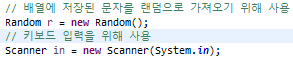 // 배열에 저장된 문자를 랜덤으로 가져오기 위해 사용
Random r = new Random();
// 키보드 입력을 위해 사용
Scanner in = new Scanner(System.in);